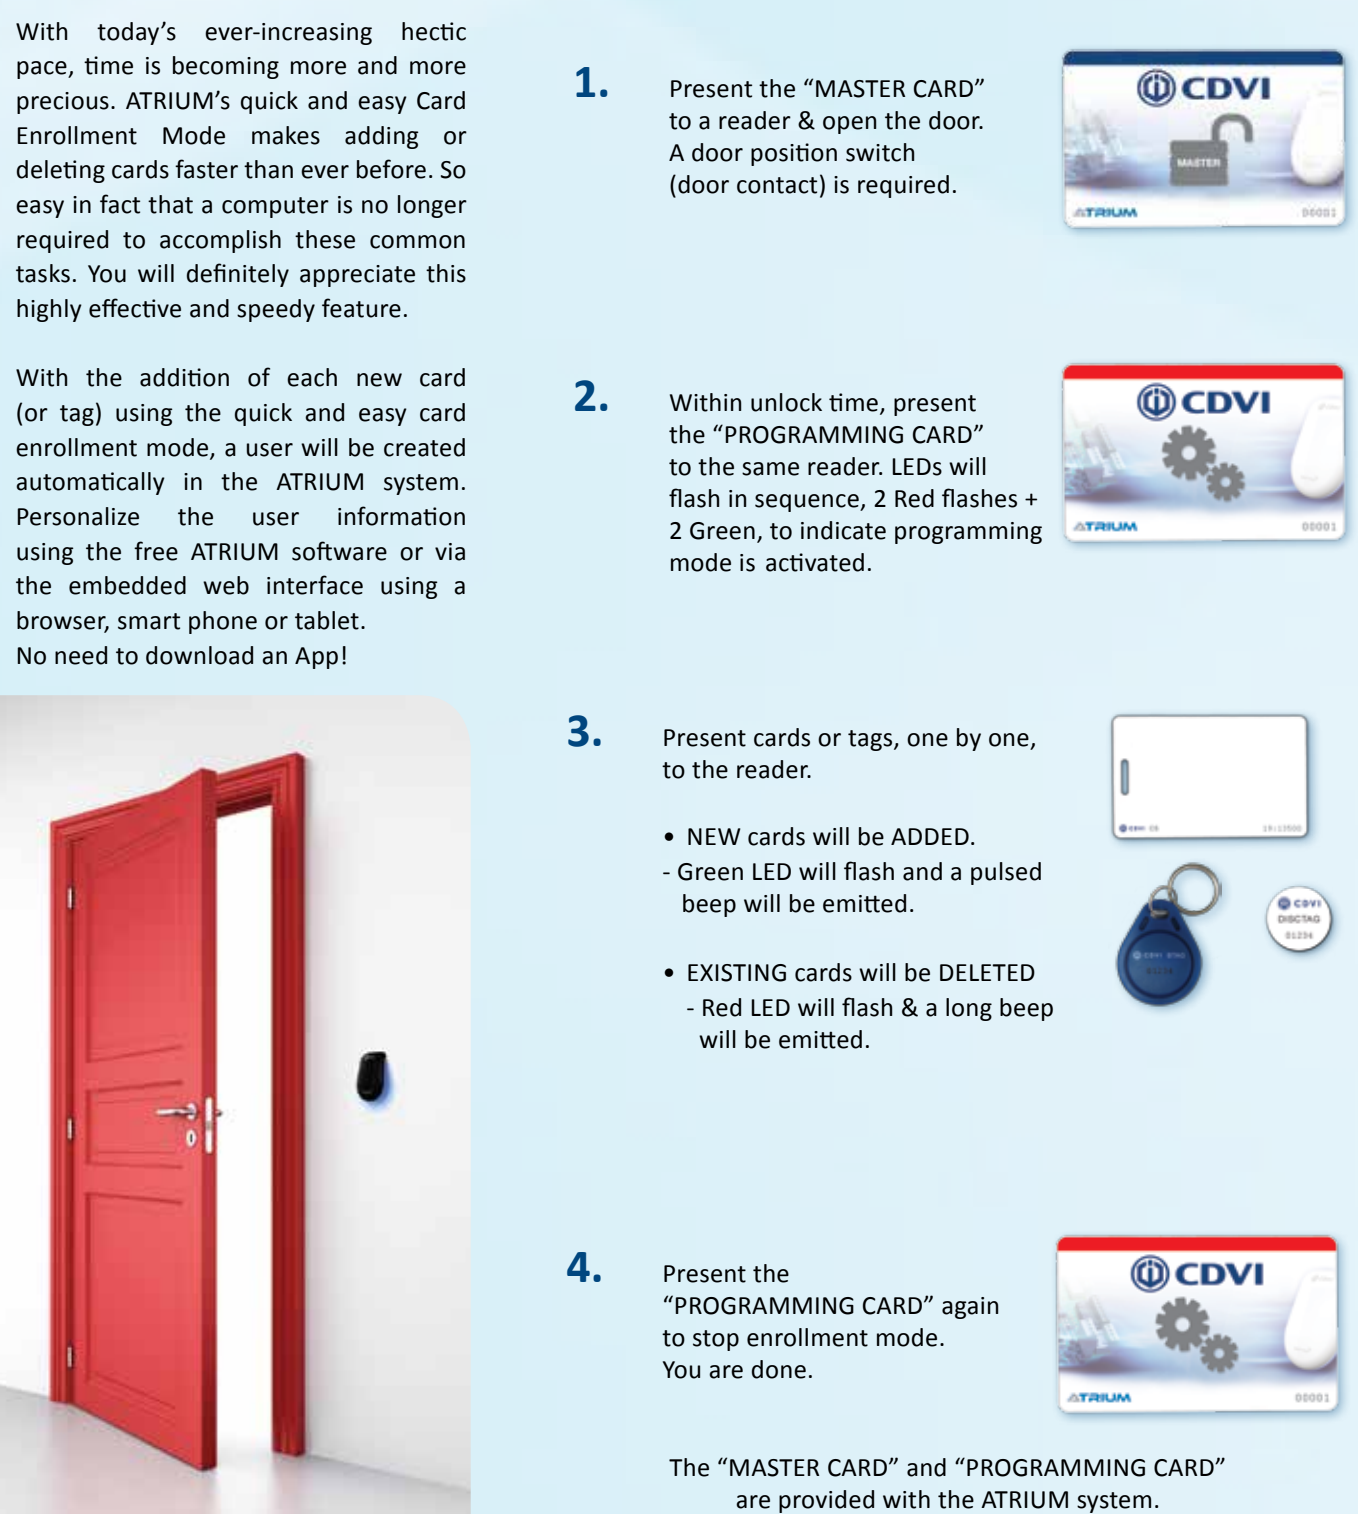 With today's ever-increasing hectic
pace, time is becoming more and more
precious. ATRIUM's quick and easy Card
Enrollment Mode makes adding or
deleting cards faster than ever before. So
easy in fact that a computer is no longer
required to accomplish these common
tasks. You will definitely appreciate this
highly effective and speedy feature.
With the addition of each new card
(or tag) using the quick and easy card
enrollment mode, a user will be created
automatically in the ATRIUM system.
Personalize the user information
using the free ATRIUM software or via
the embedded web interface using a
browser, smart phone or tablet.
No need to download an App!
1.
Present the “MASTER CARD”
to a reader & open the door.
A door position switch
(door contact) is required.
CDVI
MASTER
ATRIUM
00001
2.
Within unlock time, present
the “PROGRAMMING CARD”
to the same reader. LEDs will
flash in sequence, 2 Red flashes +
2 Green, to indicate programming
mode is activated.
CDVI
ATRIUM
00001
3.
Present cards or tags, one by one,
to the reader.
• NEW cards will be ADDED.
- Green LED will flash and a pulsed
beep will be emitted.
• EXISTING cards will be DELETED
- Red LED will flash & a long beep
will be emitted.
CDVI
CDVI
CDVI
DISCTAG
01234
4.
Present the
“PROGRAMMING CARD” again
to stop enrollment mode.
You are done.
CDVI
ATRIUM
00001
The “MASTER CARD” and “PROGRAMMING CARD”
are provided with the ATRIUM system.